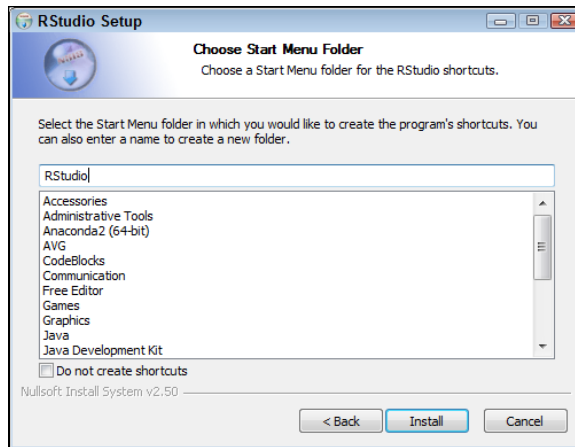 RStudio Setup
Choose Start Menu Folder
Choose a Start Menu folder for the RStudio shortcuts.
Select the Start Menu folder in which you would like to create the program's shortcuts. You
can also enter a name to create a new folder.
RStudio
Accessories
Administrative Tools
Anaconda2 (64-bit)
AVG
CodeBlocks
Communication
Free Editor
Games
Graphics
Java
Java Development Kit
Do not create shortcuts
Nullsoft Install System v2.50
< Back
Install
Cancel